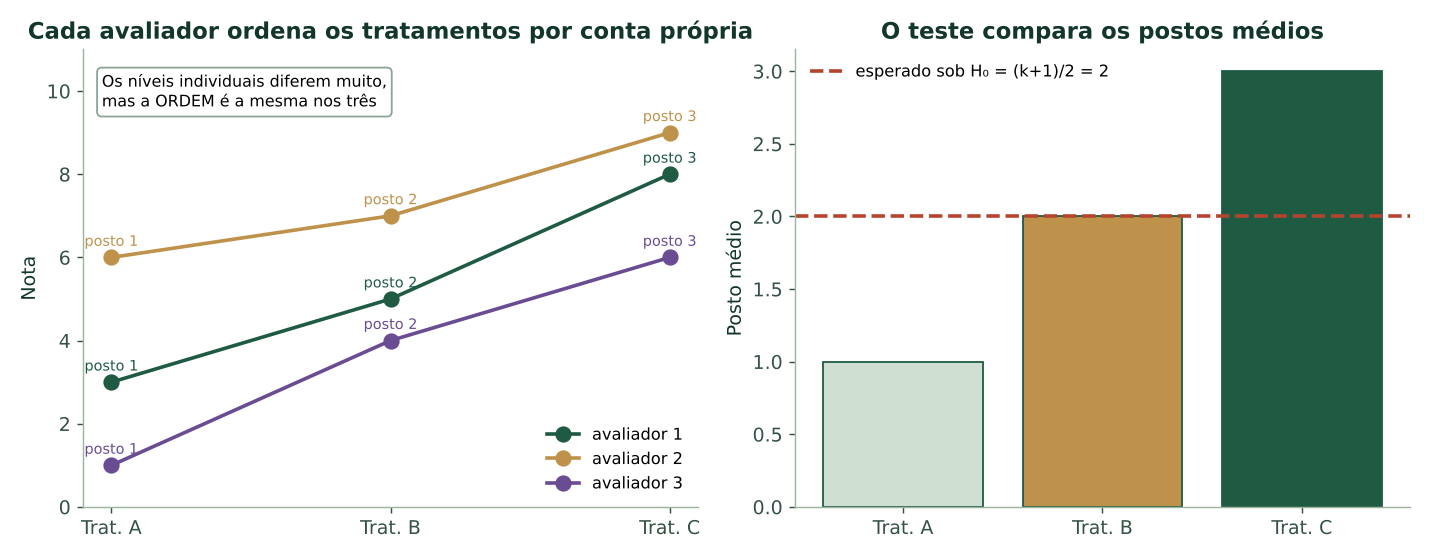 Cada avaliador ordena os tratamentos por conta própria
Os níveis individuais diferem muito,
mas a ORDEM é a mesma nos três
Nota
10
8
6
4
2
0
posto 1
posto 2
posto 3
posto 1
posto 2
posto 3
posto 1
posto 2
posto 3
avaliador 1
avaliador 2
avaliador 3
Trat. A
Trat. B
Trat. C
O teste compara os postos médios
esperado sob H₀ = (k+1)/2 = 2
Posto médio
3.0
2.5
2.0
1.5
1.0
0.5
0.0
Trat. A
Trat. B
Trat. C